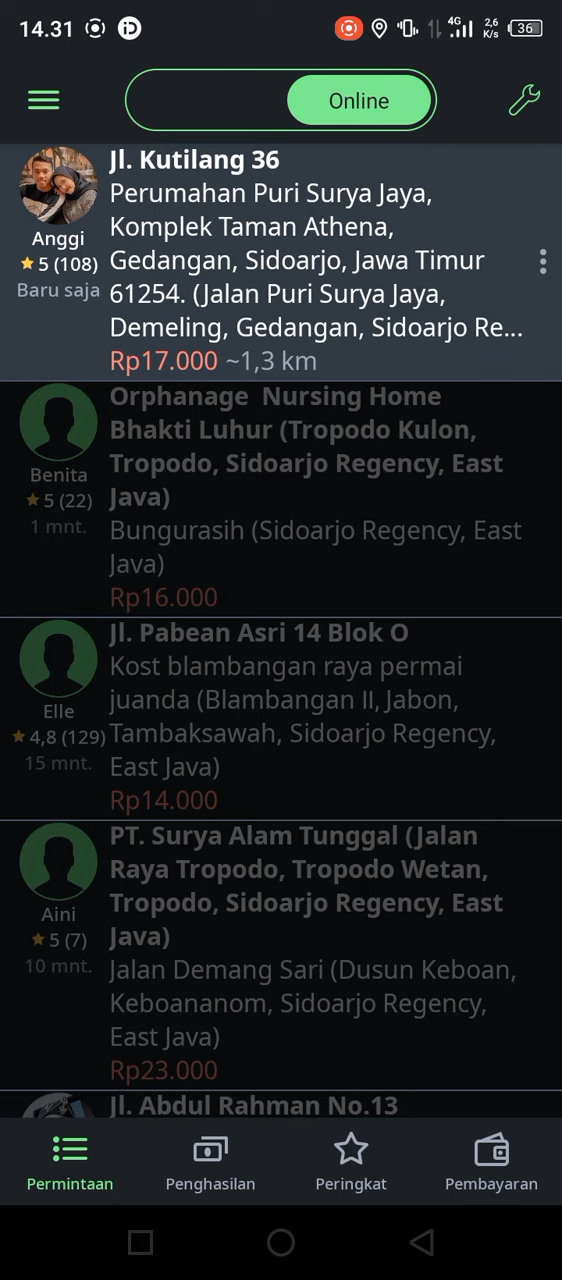 14.31
4G
2,6
K/s
36
Online
Jl. Kutilang 36
Perumahan Puri Surya Jaya,
Komplek Taman Athena,
Gedangan, Sidoarjo, Jawa Timur
61254. (Jalan Puri Surya Jaya,
Demeling, Gedangan, Sidoarjo Re...
Rp17.000 ~1,3 km
Anggi
5 (108)
Baru saja
Orphanage Nursing Home
Bhakti Luhur (Tropodo Kulon,
Tropodo, Sidoarjo Regency, East
Java)
Bungurasih (Sidoarjo Regency, East
Java)
Rp16.000
Benita
5 (22)
1 mnt.
Jl. Pabean Asri 14 Blok O
Kost blambangan raya permai
juanda (Blambangan II, Jabon,
Tambaksawah, Sidoarjo Regency,
East Java)
Rp14.000
Elle
4,8 (129)
15 mnt.
PT. Surya Alam Tunggal (Jalan
Raya Tropodo, Tropodo Wetan,
Tropodo, Sidoarjo Regency, East
Java)
Jalan Demang Sari (Dusun Keboan,
Keboananom, Sidoarjo Regency,
East Java)
Rp23.000
Aini
5 (7)
10 mnt.
Jl. Abdul Rahman No.13
Permintaan
Penghasilan
Peringkat
Pembayaran